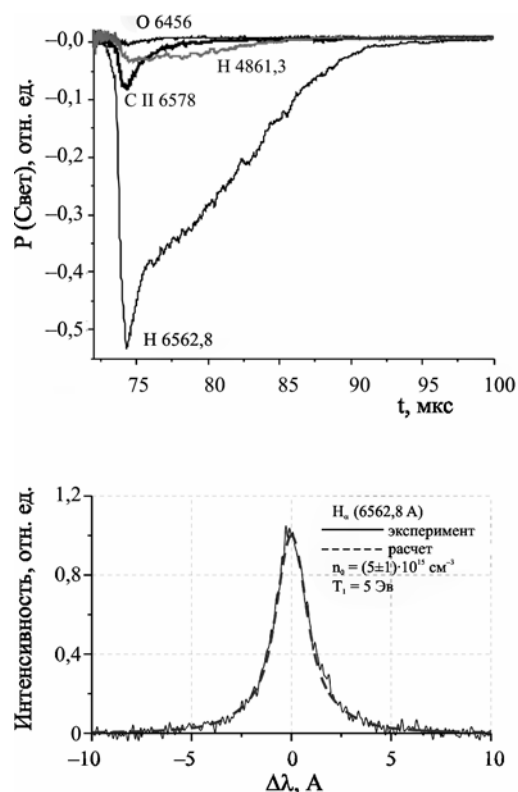 O 6456
–0,0
H 4861,3
–0,1
C II 6578
–0,2
–0,3
–0,4
–0,5
H 6562,8
P (Свет), отн. ед.
75 80 85 90 95 100
t, мкс
1,2
Hα (6562,8 А)
эксперимент
расчет
n₀ = (5±1)·10¹⁵ см⁻³
T₁ = 5 Эв
0,8
0,4
0
Интенсивность, отн. ед.
–10 –5 0 5 10
Δλ, А